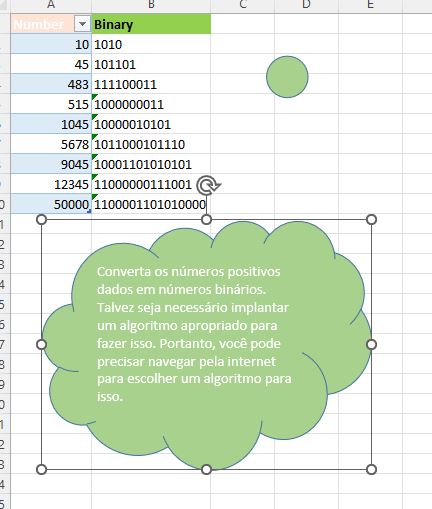 A B C D E
Number Binary
10 1010
45 101101
483 111100011
515 1000000011
1045 10000010101
5678 1011000101110
9045 10001101010101
12345 11000000111001
50000 1100001101010000
Converta os números positivos
dados em números binários.
Talvez seja necessário implantar
um algoritmo apropriado para
fazer isso. Portanto, você pode
precisar navegar pela internet
para escolher um algoritmo para
isso.